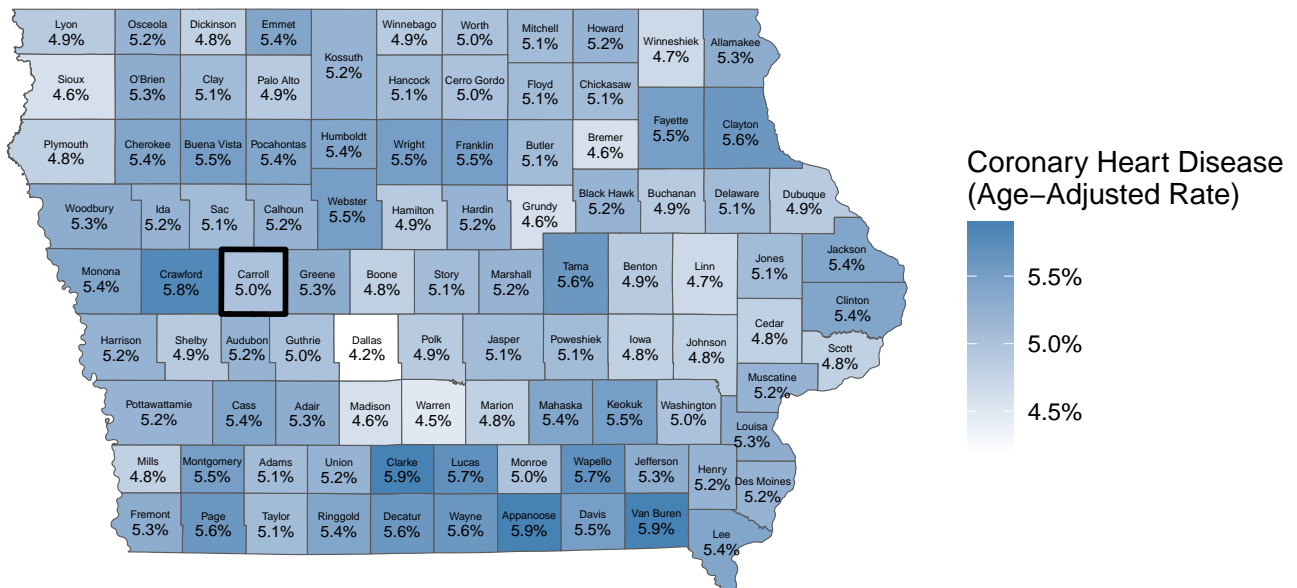 Lyon
4.9%
Osceola
5.2%
Dickinson
4.8%
Emmet
5.4%
Kossuth
5.2%
Winnebago
4.9%
Worth
5.0%
Mitchell
5.1%
Howard
5.2%
Winneshiek
4.7%
Allamakee
5.3%
Sioux
4.6%
O'Brien
5.3%
Clay
5.1%
Palo Alto
4.9%
Hancock
5.1%
Cerro Gordo
5.0%
Floyd
5.1%
Chickasaw
5.1%
Fayette
5.5%
Clayton
5.6%
Plymouth
4.8%
Cherokee
5.4%
Buena Vista
5.5%
Pocahontas
5.4%
Humboldt
5.4%
Wright
5.5%
Franklin
5.5%
Butler
5.1%
Bremer
4.6%
Woodbury
5.3%
Ida
5.2%
Sac
5.1%
Calhoun
5.2%
Webster
5.5%
Hamilton
4.9%
Hardin
5.2%
Grundy
4.6%
Black Hawk
5.2%
Buchanan
4.9%
Delaware
5.1%
Dubuque
4.9%
Monona
5.4%
Crawford
5.8%
Carroll
5.0%
Greene
5.3%
Boone
4.8%
Story
5.1%
Marshall
5.2%
Tama
5.6%
Benton
4.9%
Linn
4.7%
Jones
5.1%
Jackson
5.4%
Clinton
5.4%
Harrison
5.2%
Shelby
4.9%
Audubon
5.2%
Guthrie
5.0%
Dallas
4.2%
Polk
4.9%
Jasper
5.1%
Poweshiek
5.1%
Iowa
4.8%
Johnson
4.8%
Cedar
4.8%
Scott
4.8%
Muscatine
5.2%
Pottawattamie
5.2%
Cass
5.4%
Adair
5.3%
Madison
4.6%
Warren
4.5%
Marion
4.8%
Mahaska
5.4%
Keokuk
5.5%
Washington
5.0%
Louisa
5.3%
Mills
4.8%
Montgomery
5.5%
Adams
5.1%
Union
5.2%
Clarke
5.9%
Lucas
5.7%
Monroe
5.0%
Wapello
5.7%
Jefferson
5.3%
Henry
5.2%
Des Moines
5.2%
Fremont
5.3%
Page
5.6%
Taylor
5.1%
Ringgold
5.4%
Decatur
5.6%
Wayne
5.6%
Appanoose
5.9%
Davis
5.5%
Van Buren
5.9%
Lee
5.4%
Coronary Heart Disease
(Age−Adjusted Rate)
5.5%
5.0%
4.5%